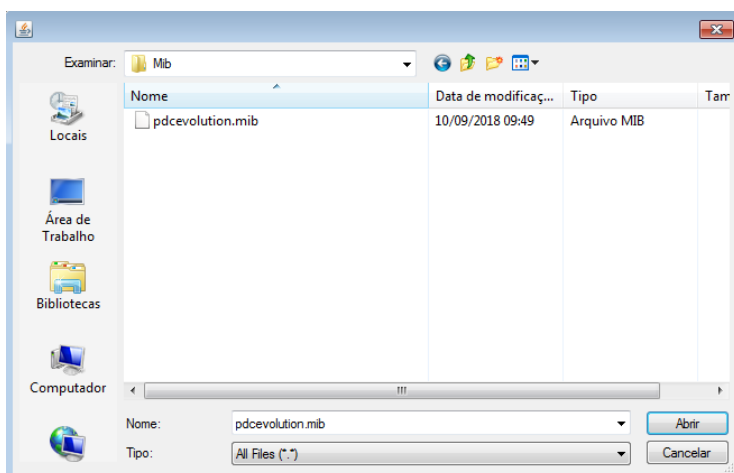 Examinar: Mib
Nome Data de modificaç... Tipo Tam
pdcevolution.mib 10/09/2018 09:49 Arquivo MIB
Locais
Área de
Trabalho
Bibliotecas
Computador
Nome: pdcevolution.mib Abrir
Tipo: All Files (*.*) Cancelar